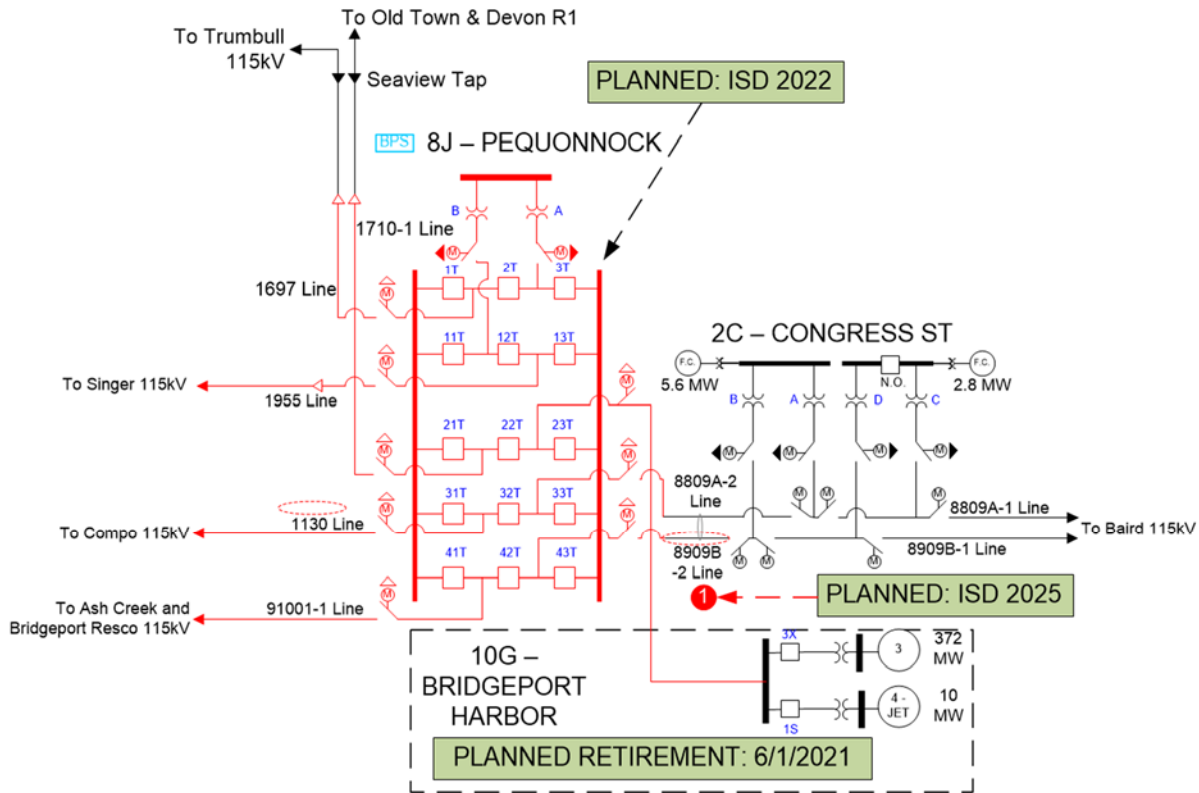 To Old Town & Devon R1
To Trumbull
115kV
Seaview Tap
PLANNED: ISD 2022
BPS
8J – PEQUONNOCK
B
A
1710-1 Line
M
M
1T
2T
3T
1697 Line
M
11T
12T
13T
2C – CONGRESS ST
M
To Singer 115kV
1955 Line
F.C.
5.6 MW
N.O.
F.C.
2.8 MW
M
B
A
D
C
21T
22T
23T
M
M
M
M
M
M
8809A-2
Line
31T
32T
33T
M
M
M
M
M
8809A-1 Line
1130 Line
To Compo 115kV
To Baird 115kV
M
8909B
-2 Line
M
M
M
8909B-1 Line
41T
42T
43T
M
To Ash Creek and
Bridgeport Resco 115kV
91001-1 Line
1
PLANNED: ISD 2025
10G –
BRIDGEPORT
HARBOR
3X
3
372
MW
1S
4 -
JET
10
MW
PLANNED RETIREMENT: 6/1/2021